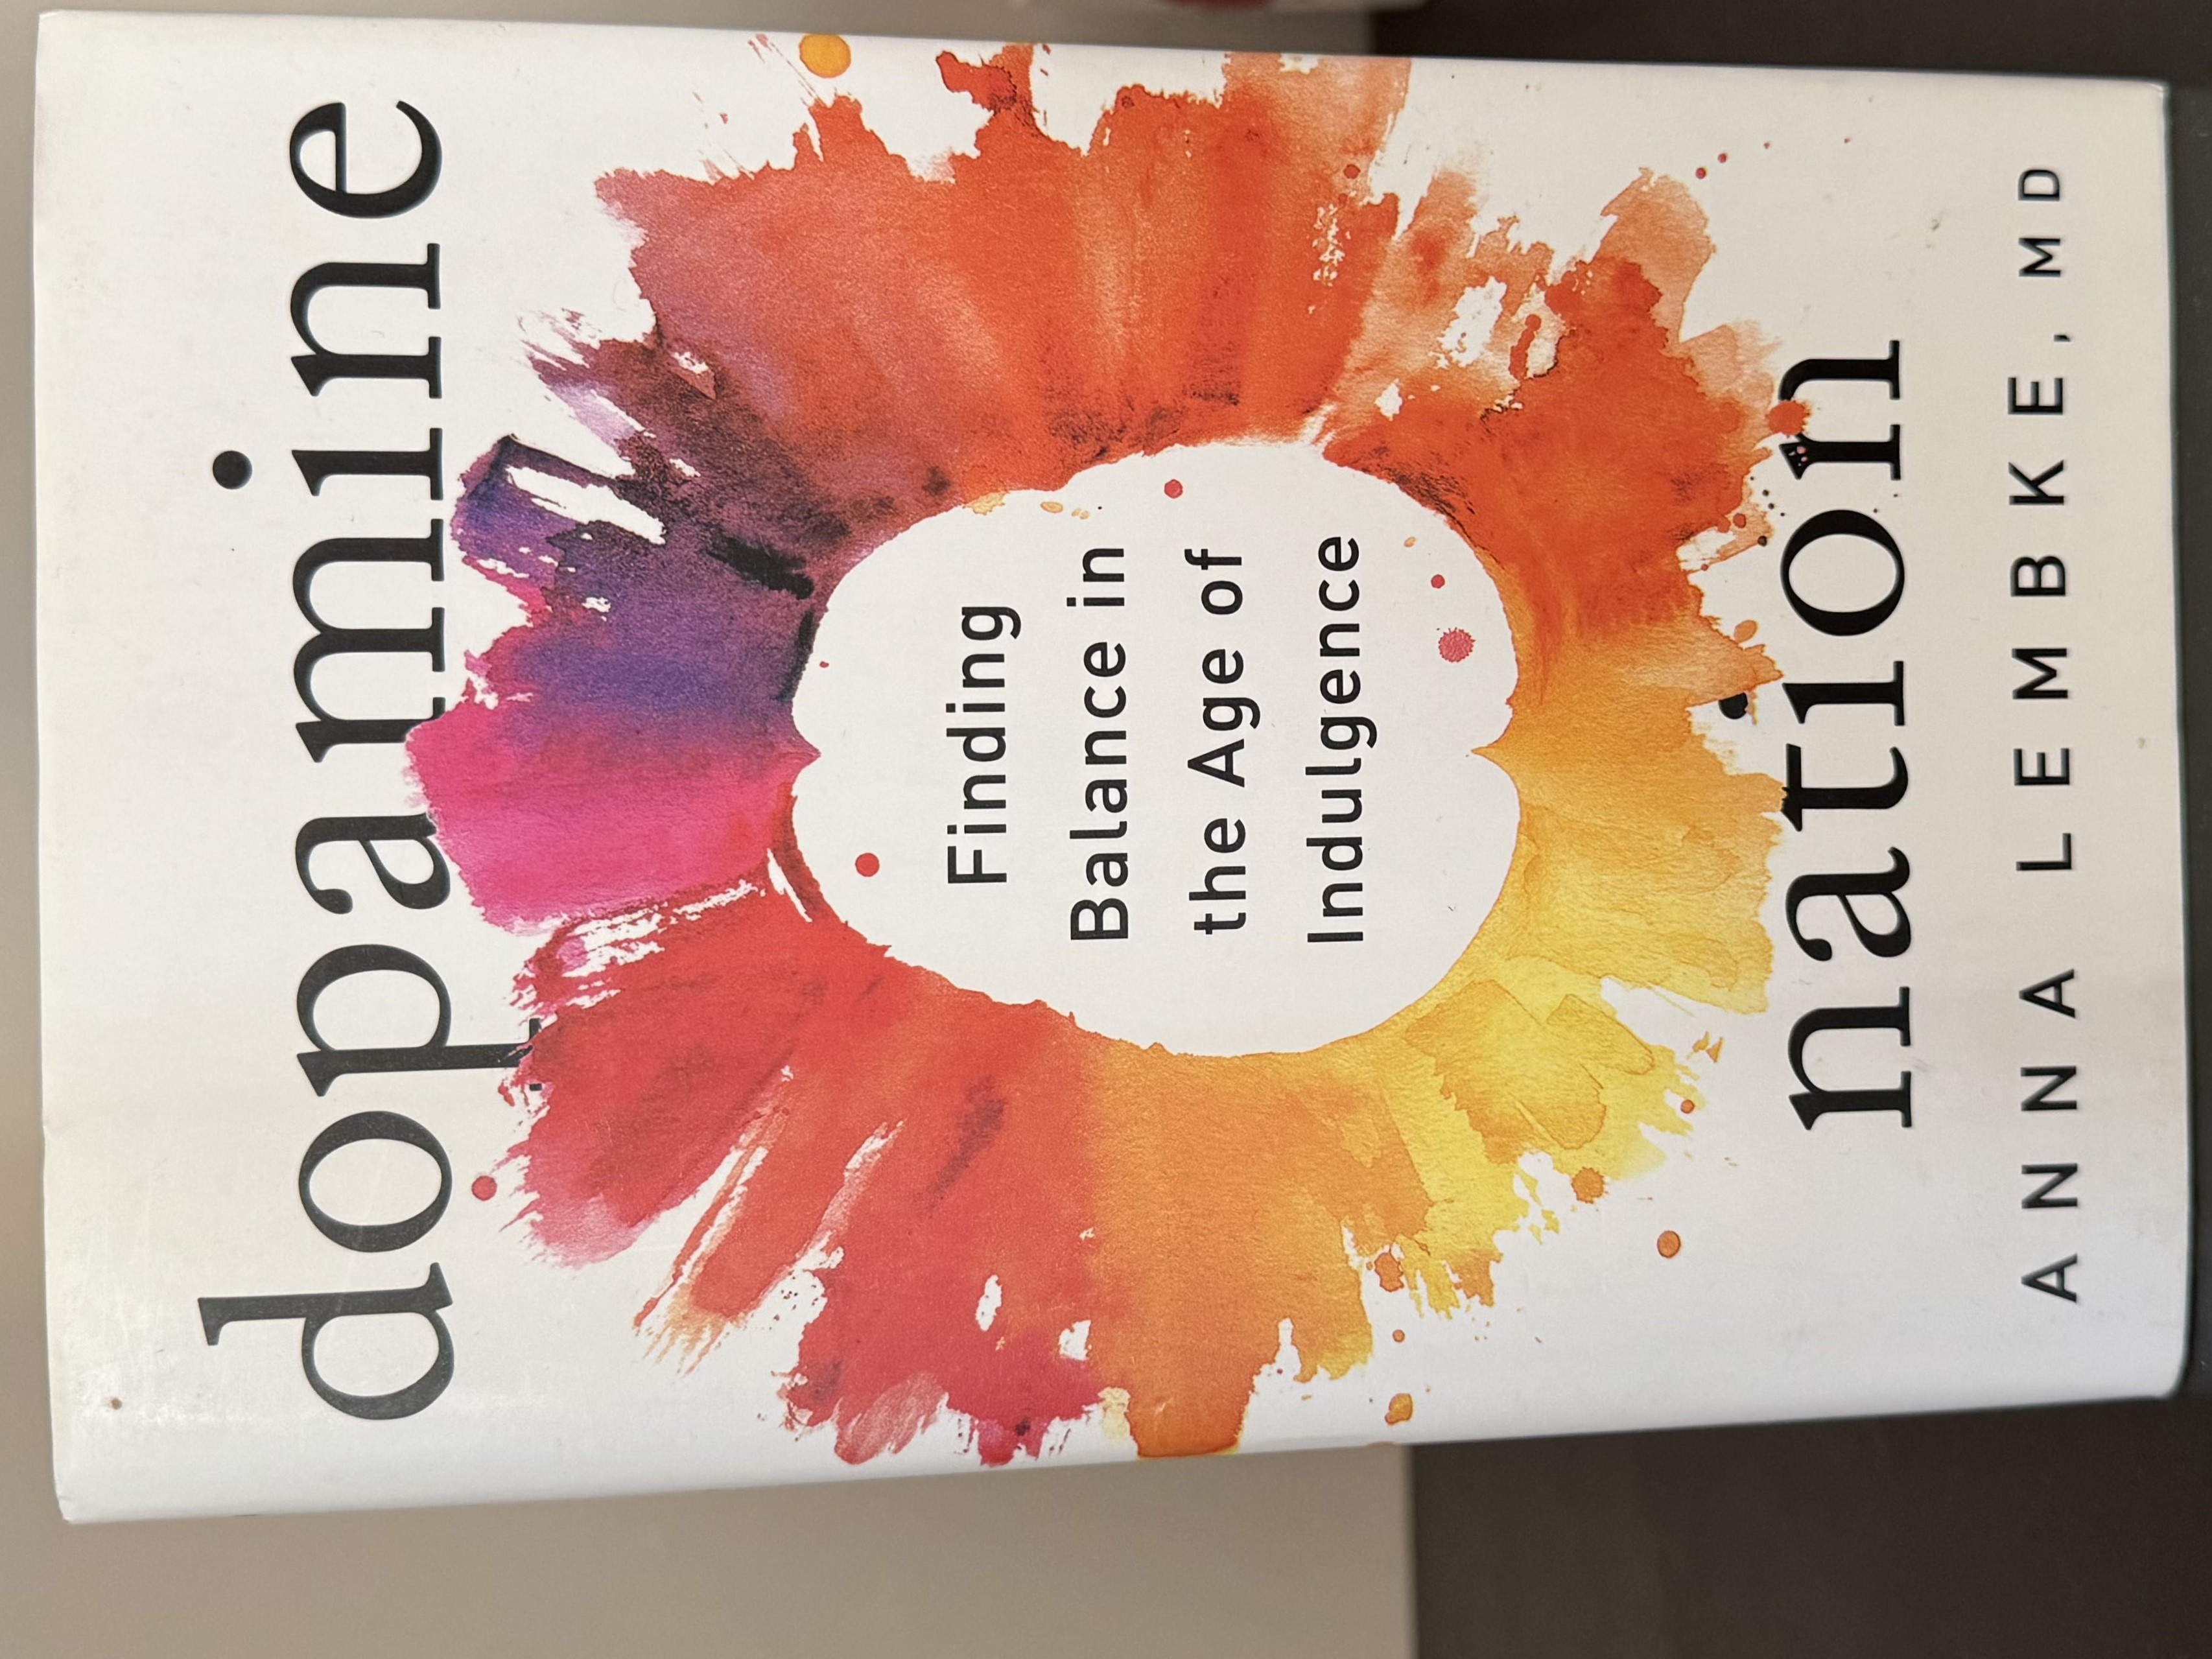 dopamine
Finding
Balance in
the Age of
Indulgence
nation
ANNA LEMBKE, MD